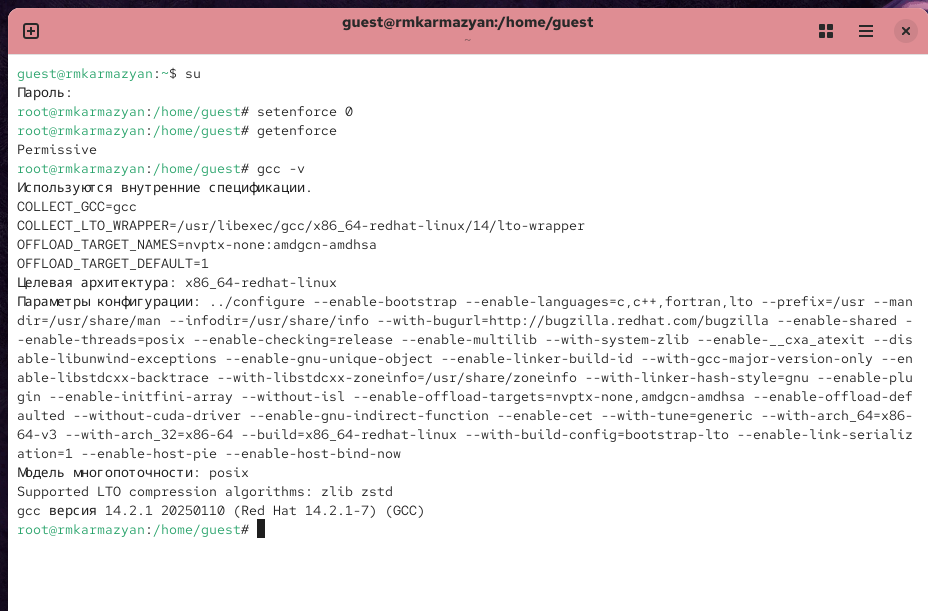 guest@rmkarmazyan:/home/guest
~
guest@rmkarmazyan:~$ su
Пароль:
root@rmkarmazyan:/home/guest# setenforce 0
root@rmkarmazyan:/home/guest# getenforce
Permissive
root@rmkarmazyan:/home/guest# gcc -v
Используются внутренние спецификации.
COLLECT_GCC=gcc
COLLECT_LTO_WRAPPER=/usr/libexec/gcc/x86_64-redhat-linux/14/lto-wrapper
OFFLOAD_TARGET_NAMES=nvptx-none:amdgcn-amdhsa
OFFLOAD_TARGET_DEFAULT=1
Целевая архитектура: x86_64-redhat-linux
Параметры конфигурации: ../configure --enable-bootstrap --enable-languages=c,c++,fortran,lto --prefix=/usr --man
dir=/usr/share/man --infodir=/usr/share/info --with-bugurl=http://bugzilla.redhat.com/bugzilla --enable-shared -
-enable-threads=posix --enable-checking=release --enable-multilib --with-system-zlib --enable-__cxa_atexit --dis
able-libunwind-exceptions --enable-gnu-unique-object --enable-linker-build-id --with-gcc-major-version-only --en
able-libstdcxx-backtrace --with-libstdcxx-zoneinfo=/usr/share/zoneinfo --with-linker-hash-style=gnu --enable-plu
gin --enable-initfini-array --without-isl --enable-offload-targets=nvptx-none,amdgcn-amdhsa --enable-offload-def
aulted --without-cuda-driver --enable-gnu-indirect-function --enable-cet --with-tune=generic --with-arch_64=x86-
64-v3 --with-arch_32=x86-64 --build=x86_64-redhat-linux --with-build-config=bootstrap-lto --enable-link-serializ
ation=1 --enable-host-pie --enable-host-bind-now
Модель многопоточности: posix
Supported LTO compression algorithms: zlib zstd
gcc версия 14.2.1 20250110 (Red Hat 14.2.1-7) (GCC)
root@rmkarmazyan:/home/guest#